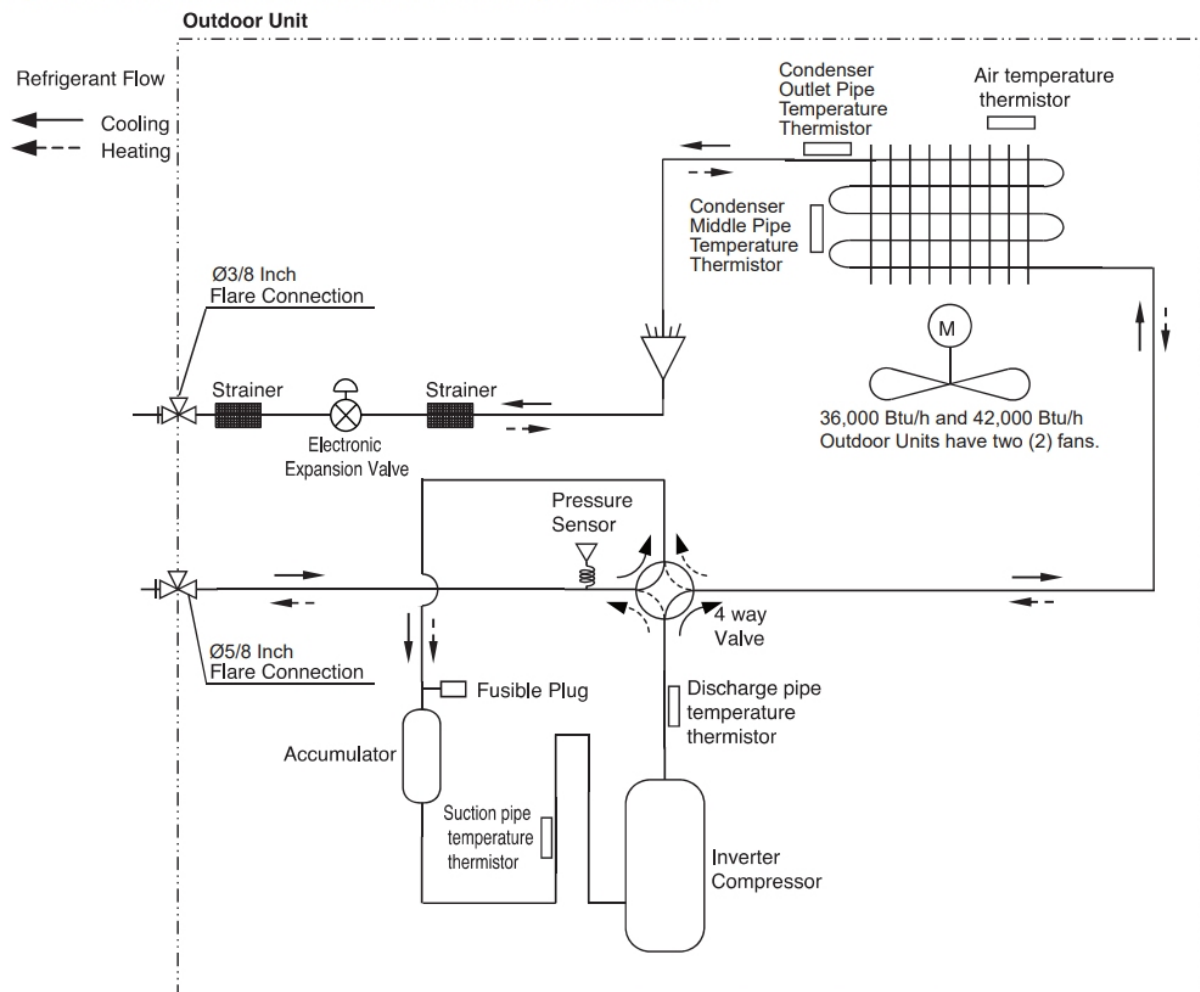 Outdoor Unit
Refrigerant Flow
Cooling
Heating
Condenser
Outlet Pipe
Temperature
Thermistor
Air temperature
thermistor
Condenser
Middle Pipe
Temperature
Thermistor
Ø3/8 Inch
Flare Connection
M
36,000 Btu/h and 42,000 Btu/h
Outdoor Units have two (2) fans.
Strainer
Strainer
Electronic
Expansion Valve
Pressure
Sensor
4 way
Valve
Ø5/8 Inch
Flare Connection
Fusible Plug
Discharge pipe
temperature
thermistor
Accumulator
Suction pipe
temperature
thermistor
Inverter
Compressor